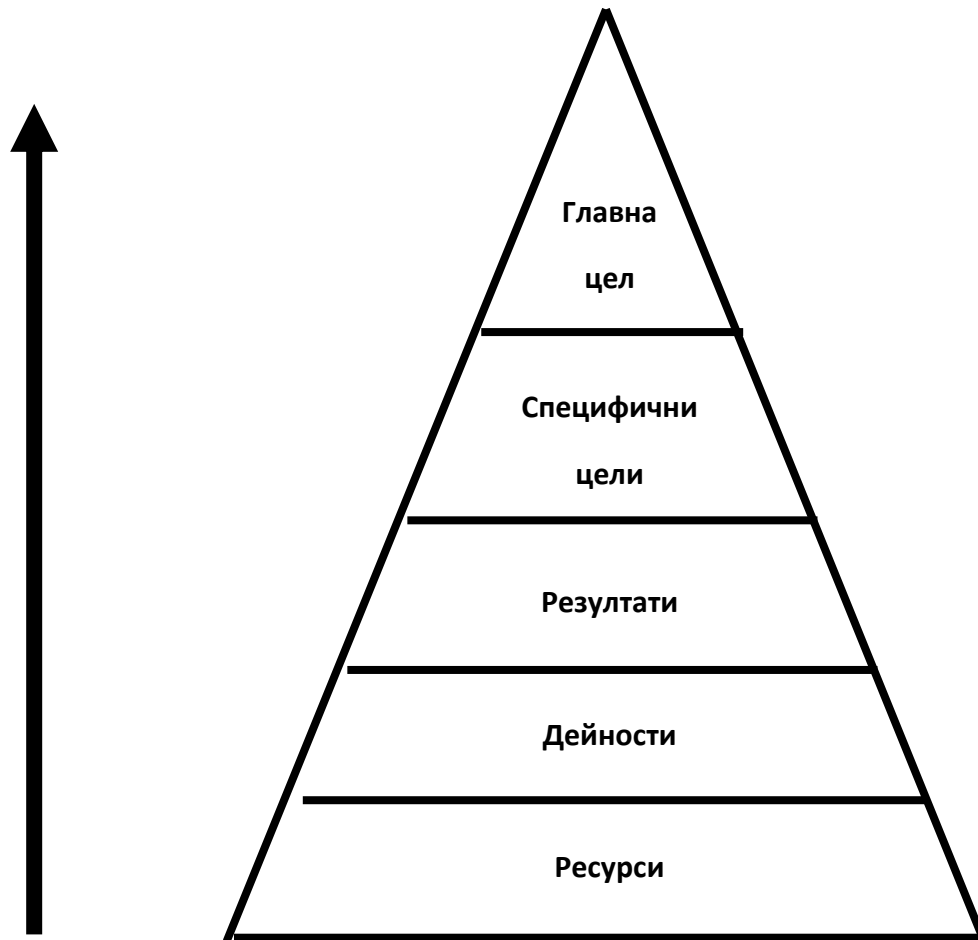 Главна
цел
Специфични
цели
Резултати
Дейности
Ресурси